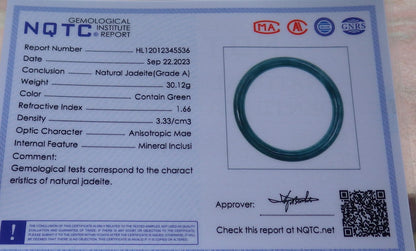 NQTC
GEMOLOGICAL
INSTITUTE
REPORT
MA
GNRS
Report Number HL12012345536
Date Sep 22.2023
Conclusion Natural Jadeite(Grade A)
Weight 30.12g
Color Contain Green
Refractive Index 1.66
Density 3.33/cm3
Optic Character Anisotropic Mae
Internal Feature Mineral Inclusi
Comment:
Gemological tests correspond to the charact
eristics of natural jadeite.
Approver:
Check this report at NQTC.net